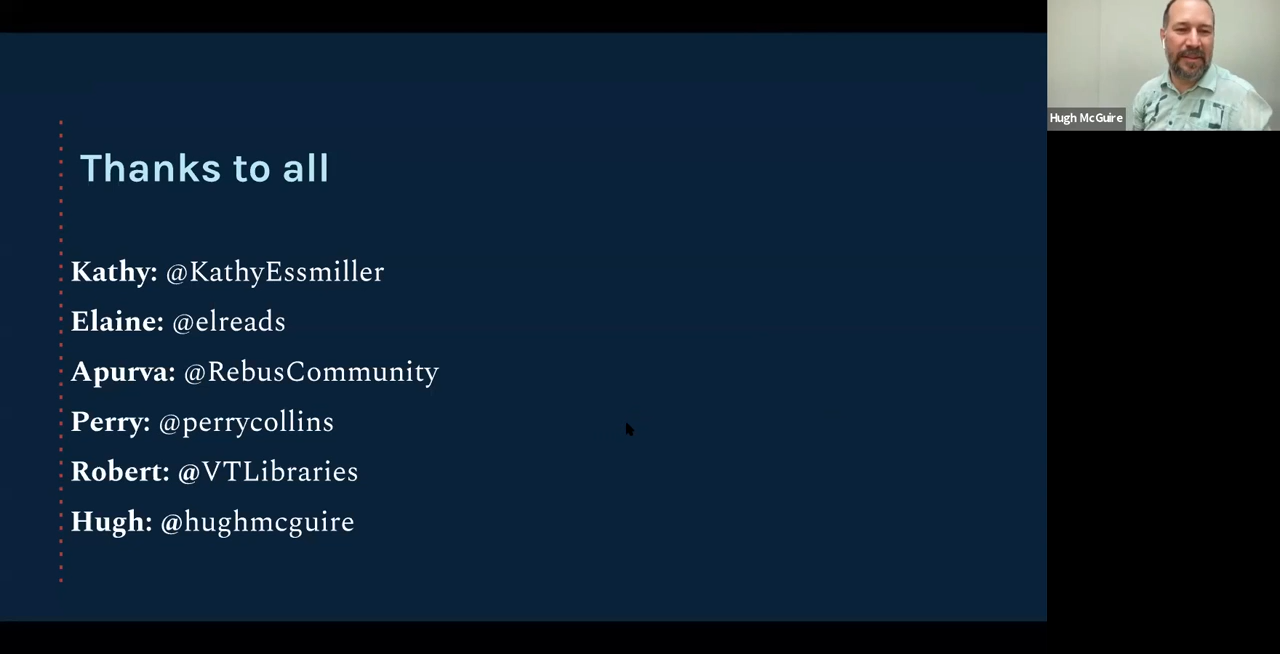 Thanks to all
Kathy: @KathyEssmiller
Elaine: @elreads
Apurva: @RebusCommunity
Perry: @perrycollins
Robert: @VTLibraries
Hugh: @hughmcguire
Hugh McGuire